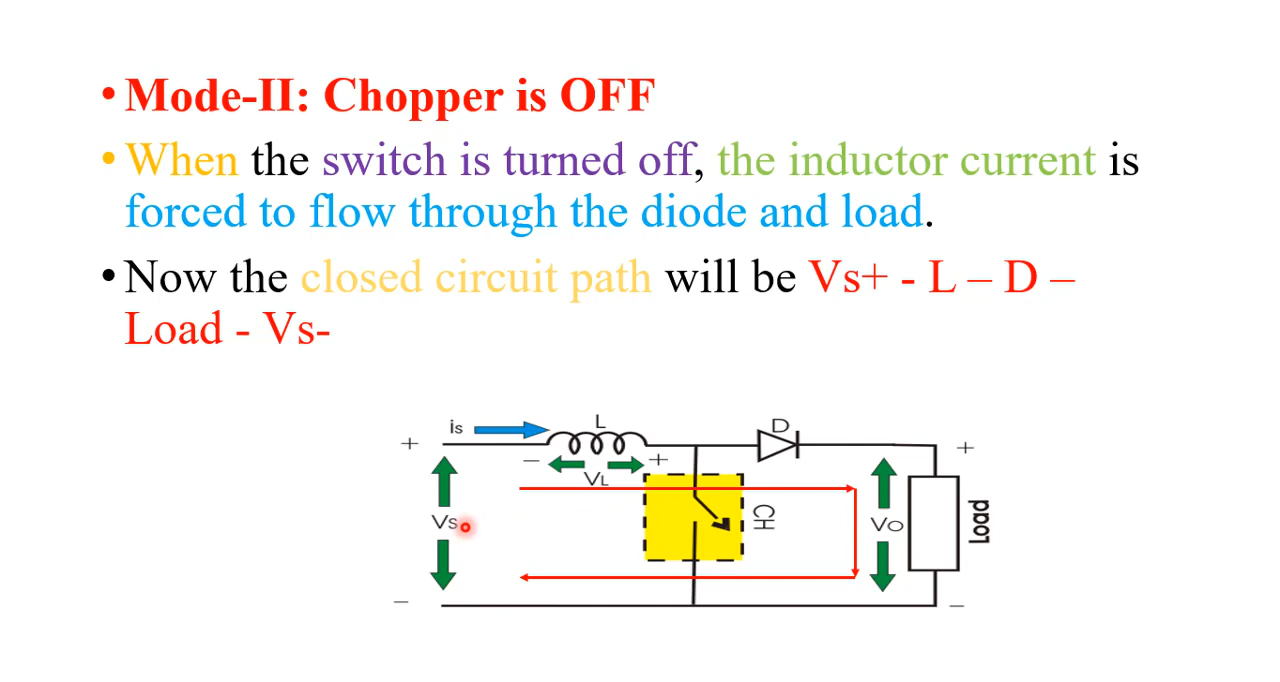 • Mode-II: Chopper is OFF
• When the switch is turned off, the inductor current is
forced to flow through the diode and load.
• Now the closed circuit path will be Vs+ - L – D –
Load - Vs-
+ is L D +
− VL +
Vs CH VO Load
− −